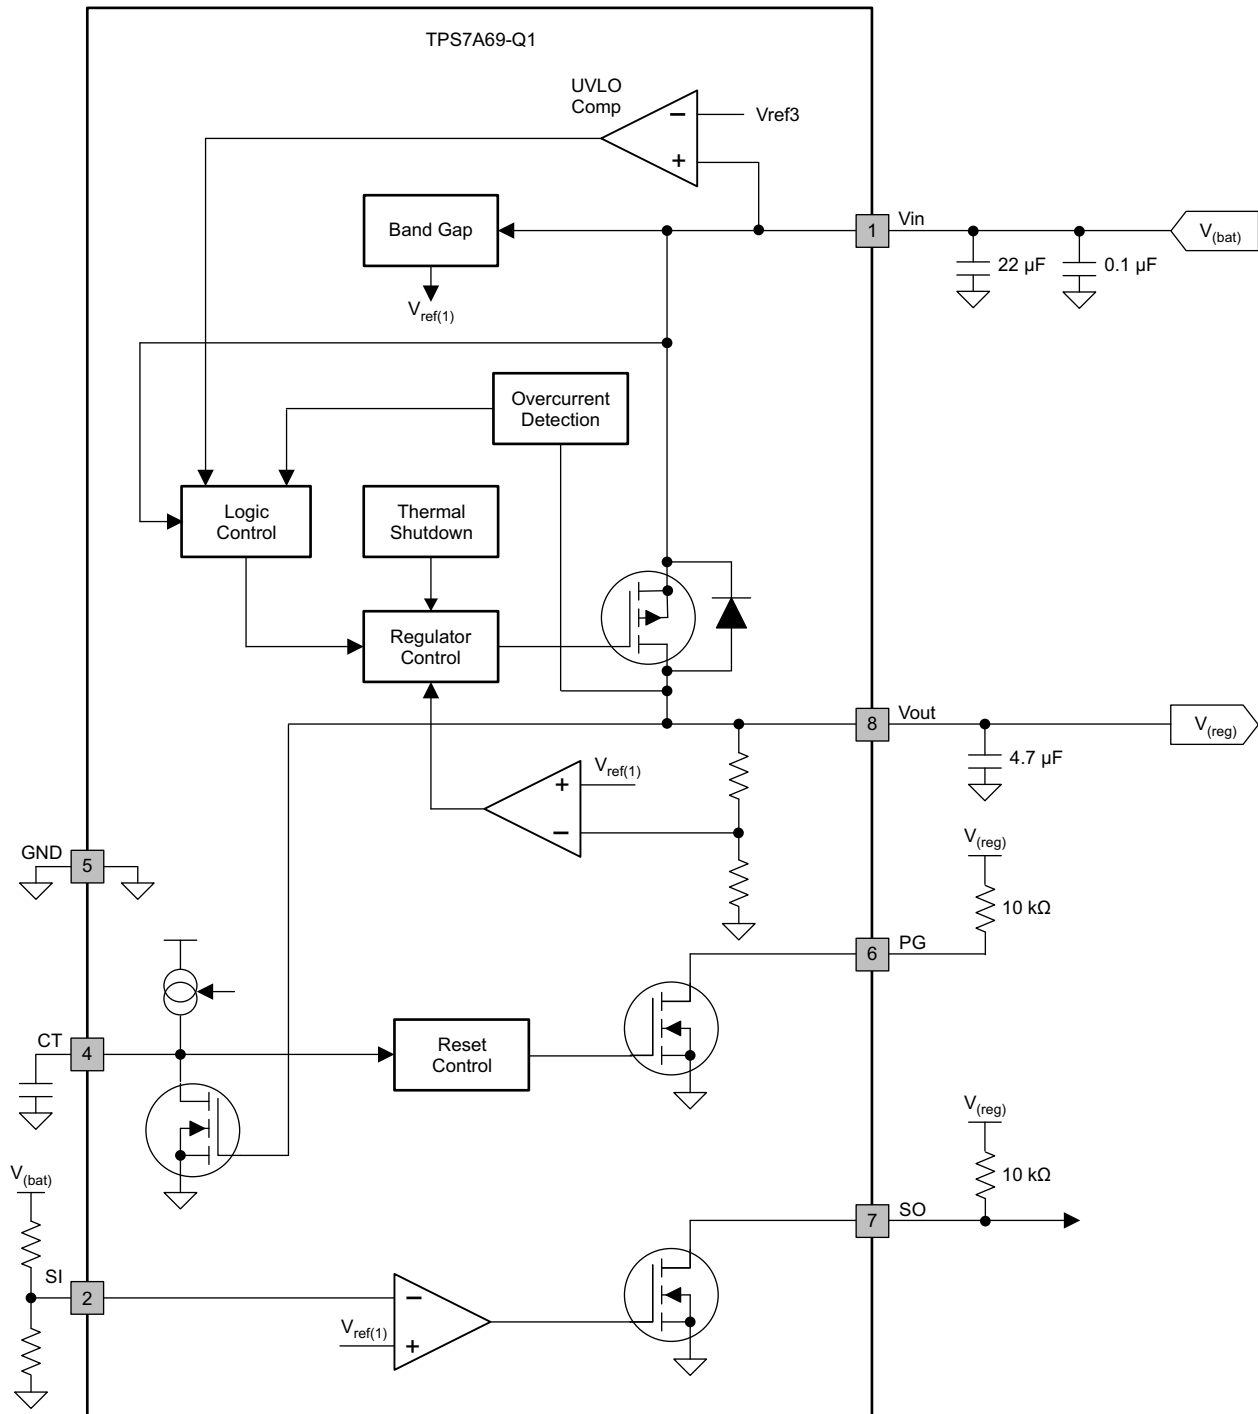 TPS7A69-Q1
UVLO
Comp
−
Vref3
+
Band Gap
1
Vin
V(bat)
22 µF
0.1 µF
Vref(1)
Overcurrent
Detection
Logic
Control
Thermal
Shutdown
Regulator
Control
8
Vout
V(reg)
4.7 µF
+
Vref(1)
−
GND
5
V(reg)
10 kΩ
6
PG
CT
4
Reset
Control
V(reg)
10 kΩ
V(bat)
7
SO
SI
2
−
Vref(1)
+